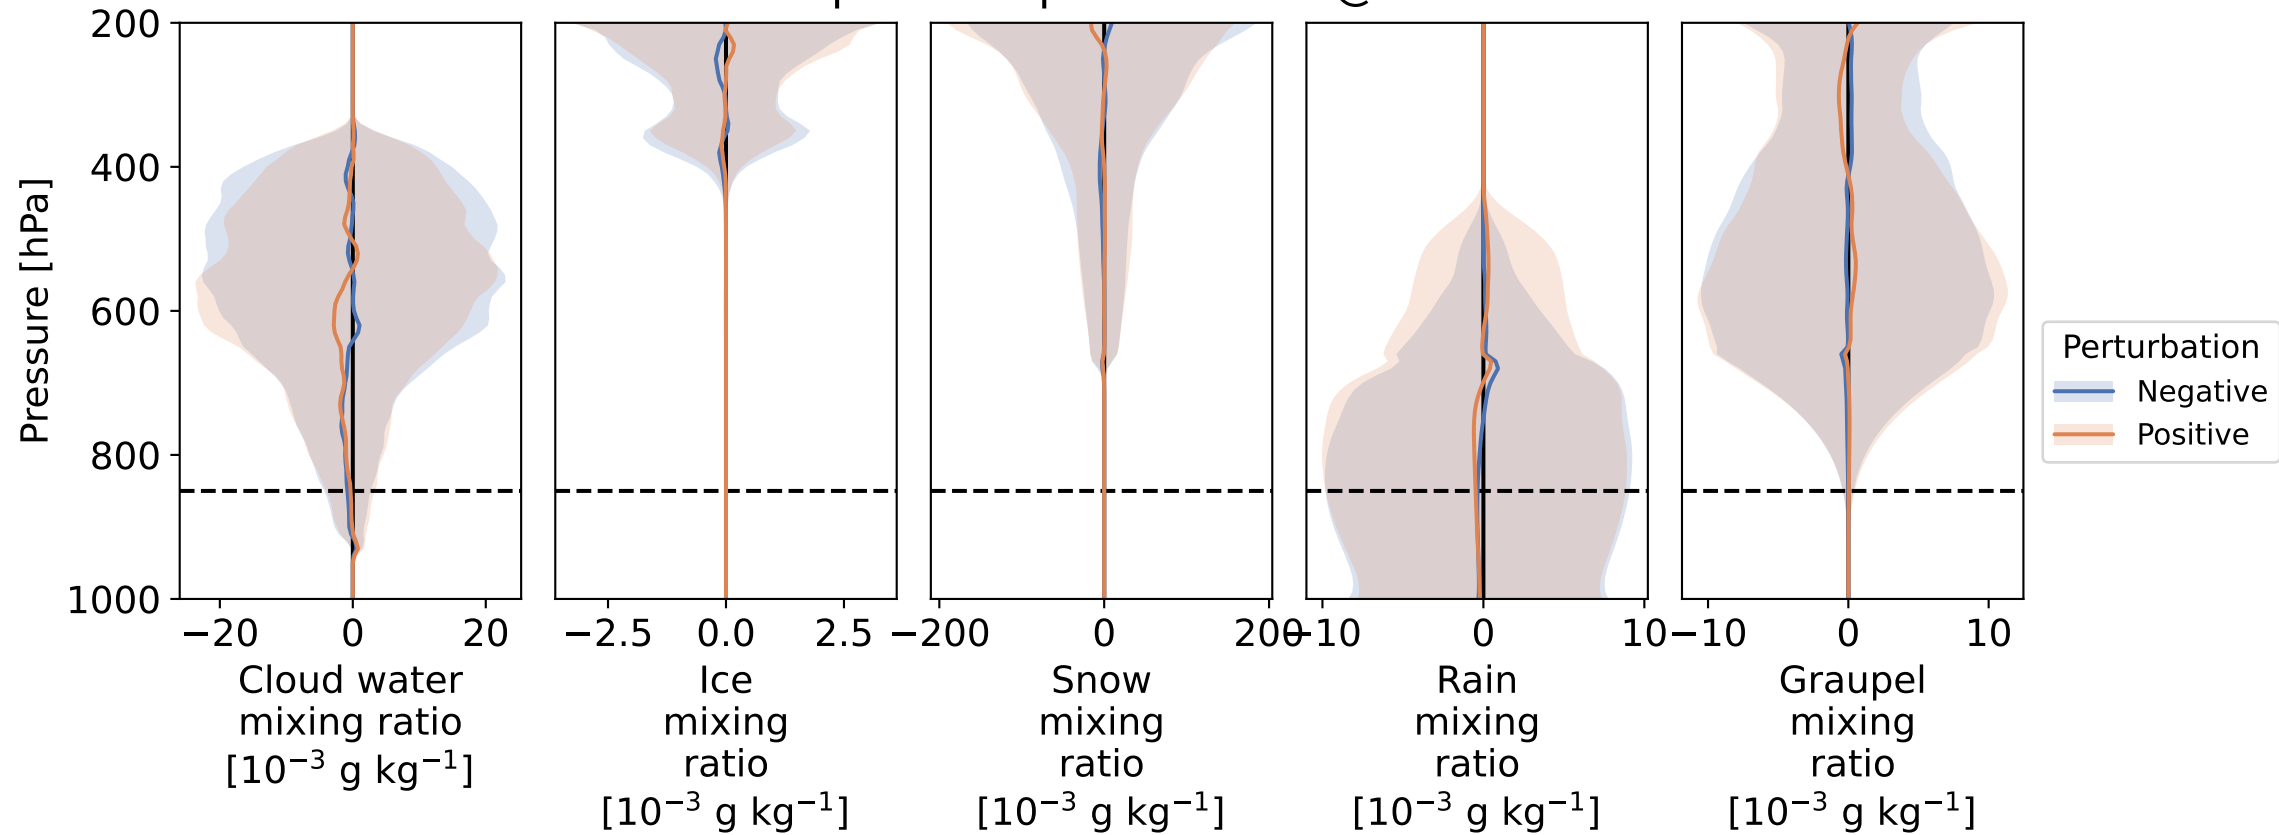 200
400
600
800
1000
Pressure [hPa]
−20 0 20
−2.5 0.0 2.5
−200 0 200
−10 0 10
−10 0 10
Cloud water
mixing ratio
[10⁻³ g kg⁻¹]
Ice
mixing
ratio
[10⁻³ g kg⁻¹]
Snow
mixing
ratio
[10⁻³ g kg⁻¹]
Rain
mixing
ratio
[10⁻³ g kg⁻¹]
Graupel
mixing
ratio
[10⁻³ g kg⁻¹]
Perturbation
Negative
Positive